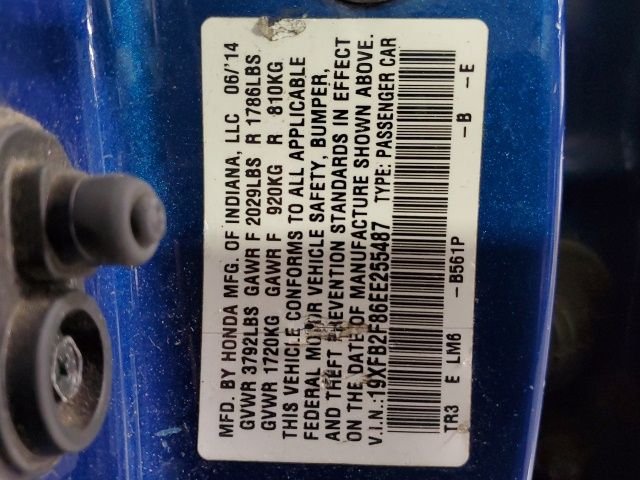 MFD. BY HONDA MFG. OF INDIANA, LLC 06/'14
GVWR 3792LBS GAWR F 2029LBS R 1786LBS
GVWR 1720KG GAWR F 920KG R 810KG
THIS VEHICLE CONFORMS TO ALL APPLICABLE
FEDERAL MOTOR VEHICLE SAFETY, BUMPER,
AND THEFT PREVENTION STANDARDS IN EFFECT
ON THE DATE OF MANUFACTURE SHOWN ABOVE.
V.I.N.: 19XFB2F86EE255487 TYPE: PASSENGER CAR
TR3 E LM6 -B561P -B -E